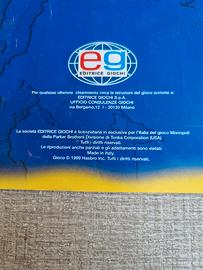 eg
EDITRICE GIOCHI
Per qualsiasi ulteriore chiarimento circa le istruzioni del gioco scrivete a:
EDITRICE GIOCHI S.p.A.
UFFICIO CONSULENZE GIOCHI
via Bergamo, 12 I - 20135 Milano
La società EDITRICE GIOCHI è licenziataria in esclusiva per l'Italia del gioco Monopoli
della Parker Brothers Divisione di Tonka Corporation (USA)
Tutti i diritti riservati.
Le riproduzioni anche parziali e gli adattamenti sono vietati.
Made in Italy.
Gioco © 1999 Hasbro Inc. Tutti i diritti riservati.